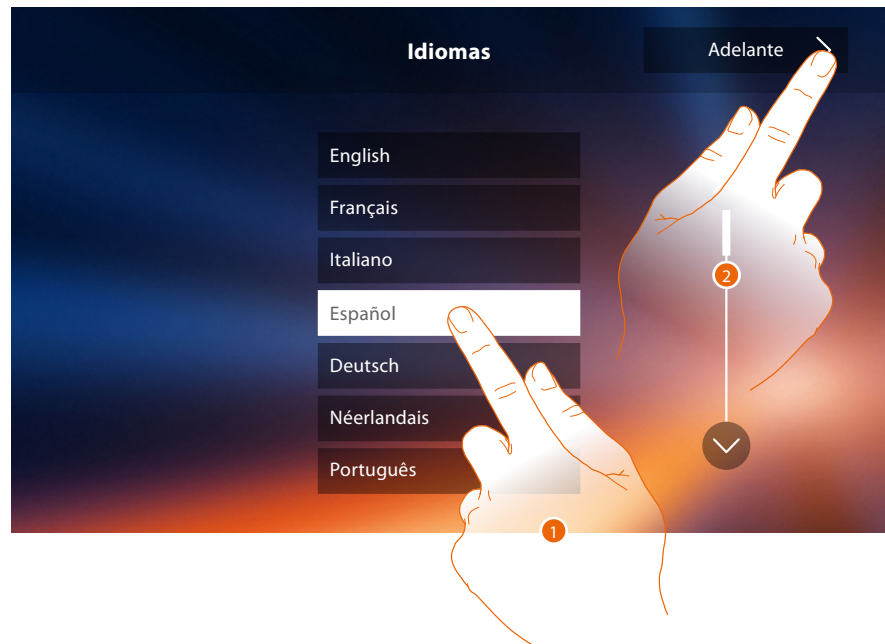 Idiomas
Adelante
English
Français
Italiano
Español
Deutsch
Néerlandais
Português
2
1